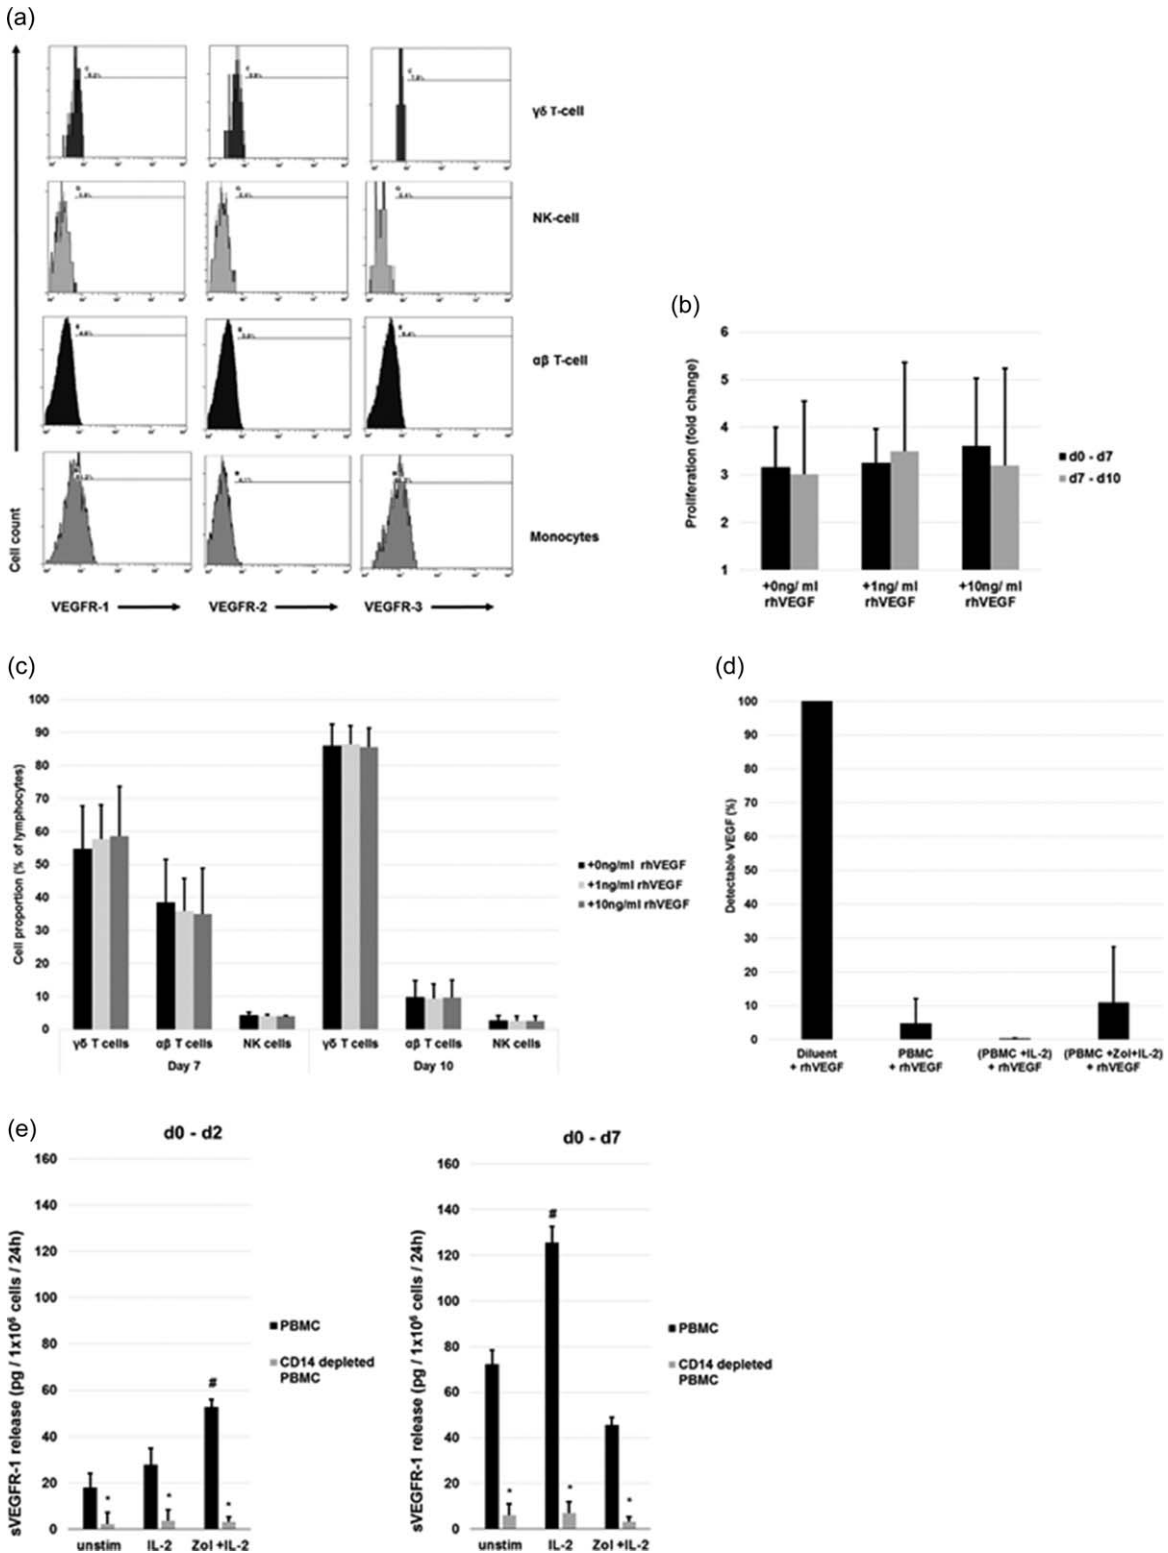 (a)
γδ T-cell
NK-cell
αβ T-cell
Monocytes
Cell count
VEGFR-1
VEGFR-2
VEGFR-3
(b)
Proliferation (fold change)
6
5
4
3
2
1
+0ng/ ml
rhVEGF
+1ng/ ml
rhVEGF
+10ng/ ml
rhVEGF
d0 - d7
d7 - d10
(c)
Cell proportion (% of lymphocytes)
100
90
80
70
60
50
40
30
20
10
0
γδ T cells
αβ T cells
NK cells
γδ T cells
αβ T cells
NK cells
Day 7
Day 10
+0ng/ml rhVEGF
+1ng/ml rhVEGF
+10ng/ml rhVEGF
(d)
Detectable VEGF (%)
100
90
80
70
60
50
40
30
20
10
0
Diluent
+ rhVEGF
PBMC
+ rhVEGF
(PBMC +IL-2)
+ rhVEGF
(PBMC +Zol+IL-2)
+ rhVEGF
(e)
d0 - d2
sVEGFR-1 release (pg / 1x10⁶ cells / 24h)
160
140
120
100
80
60
40
20
0
#
*
*
*
unstim
IL-2
Zol +IL-2
PBMC
CD14 depleted
PBMC
d0 - d7
sVEGFR-1 release (pg / 1x10⁶ cells / 24h)
160
140
120
100
80
60
40
20
0
#
*
*
*
unstim
IL-2
Zol +IL-2
PBMC
CD14 depleted
PBMC